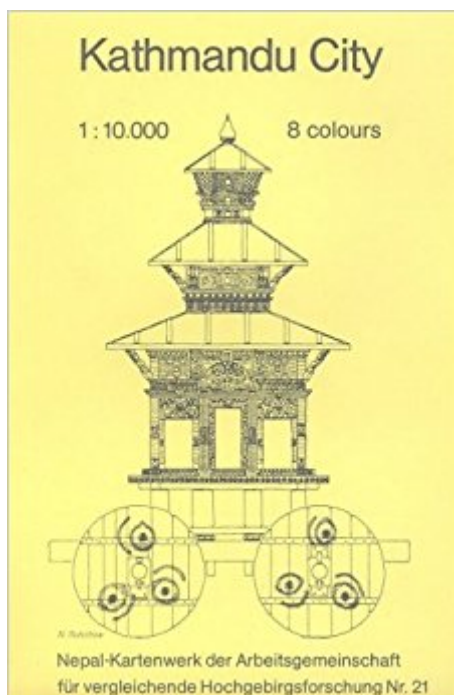 Kathmandu City
1:10.000 8 colours
Nepal-Kartenwerk der Arbeitsgemeinschaft
für vergleichende Hochgebirgsforschung Nr. 21